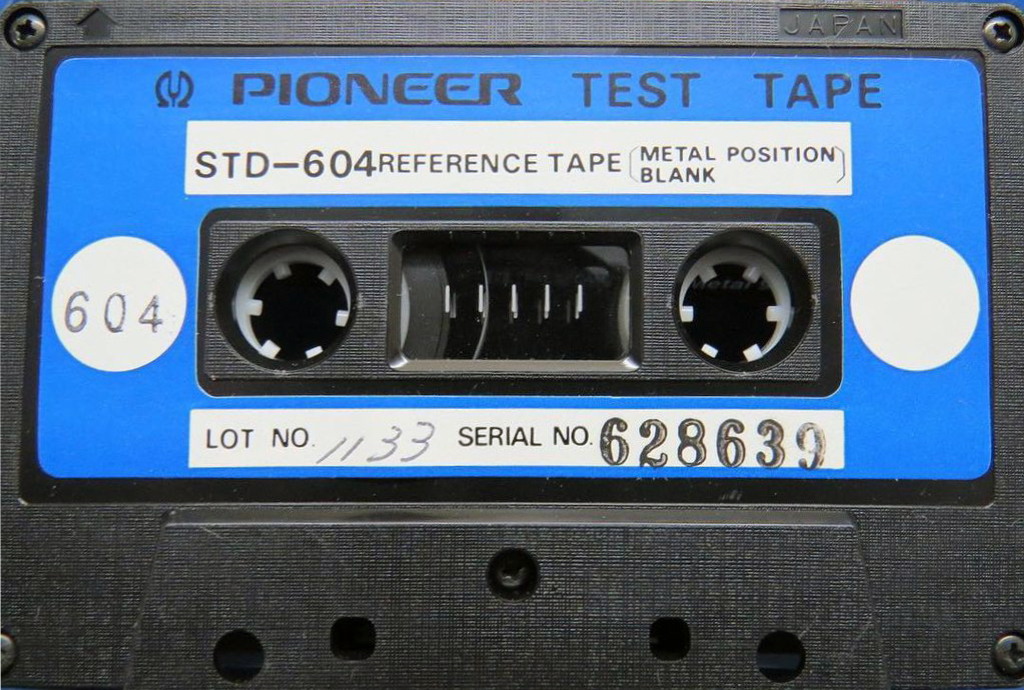 JAPAN
PIONEER TEST TAPE
STD-604 REFERENCE TAPE (METAL POSITION
BLANK)
604
LOT NO. 1133 SERIAL NO. 628639